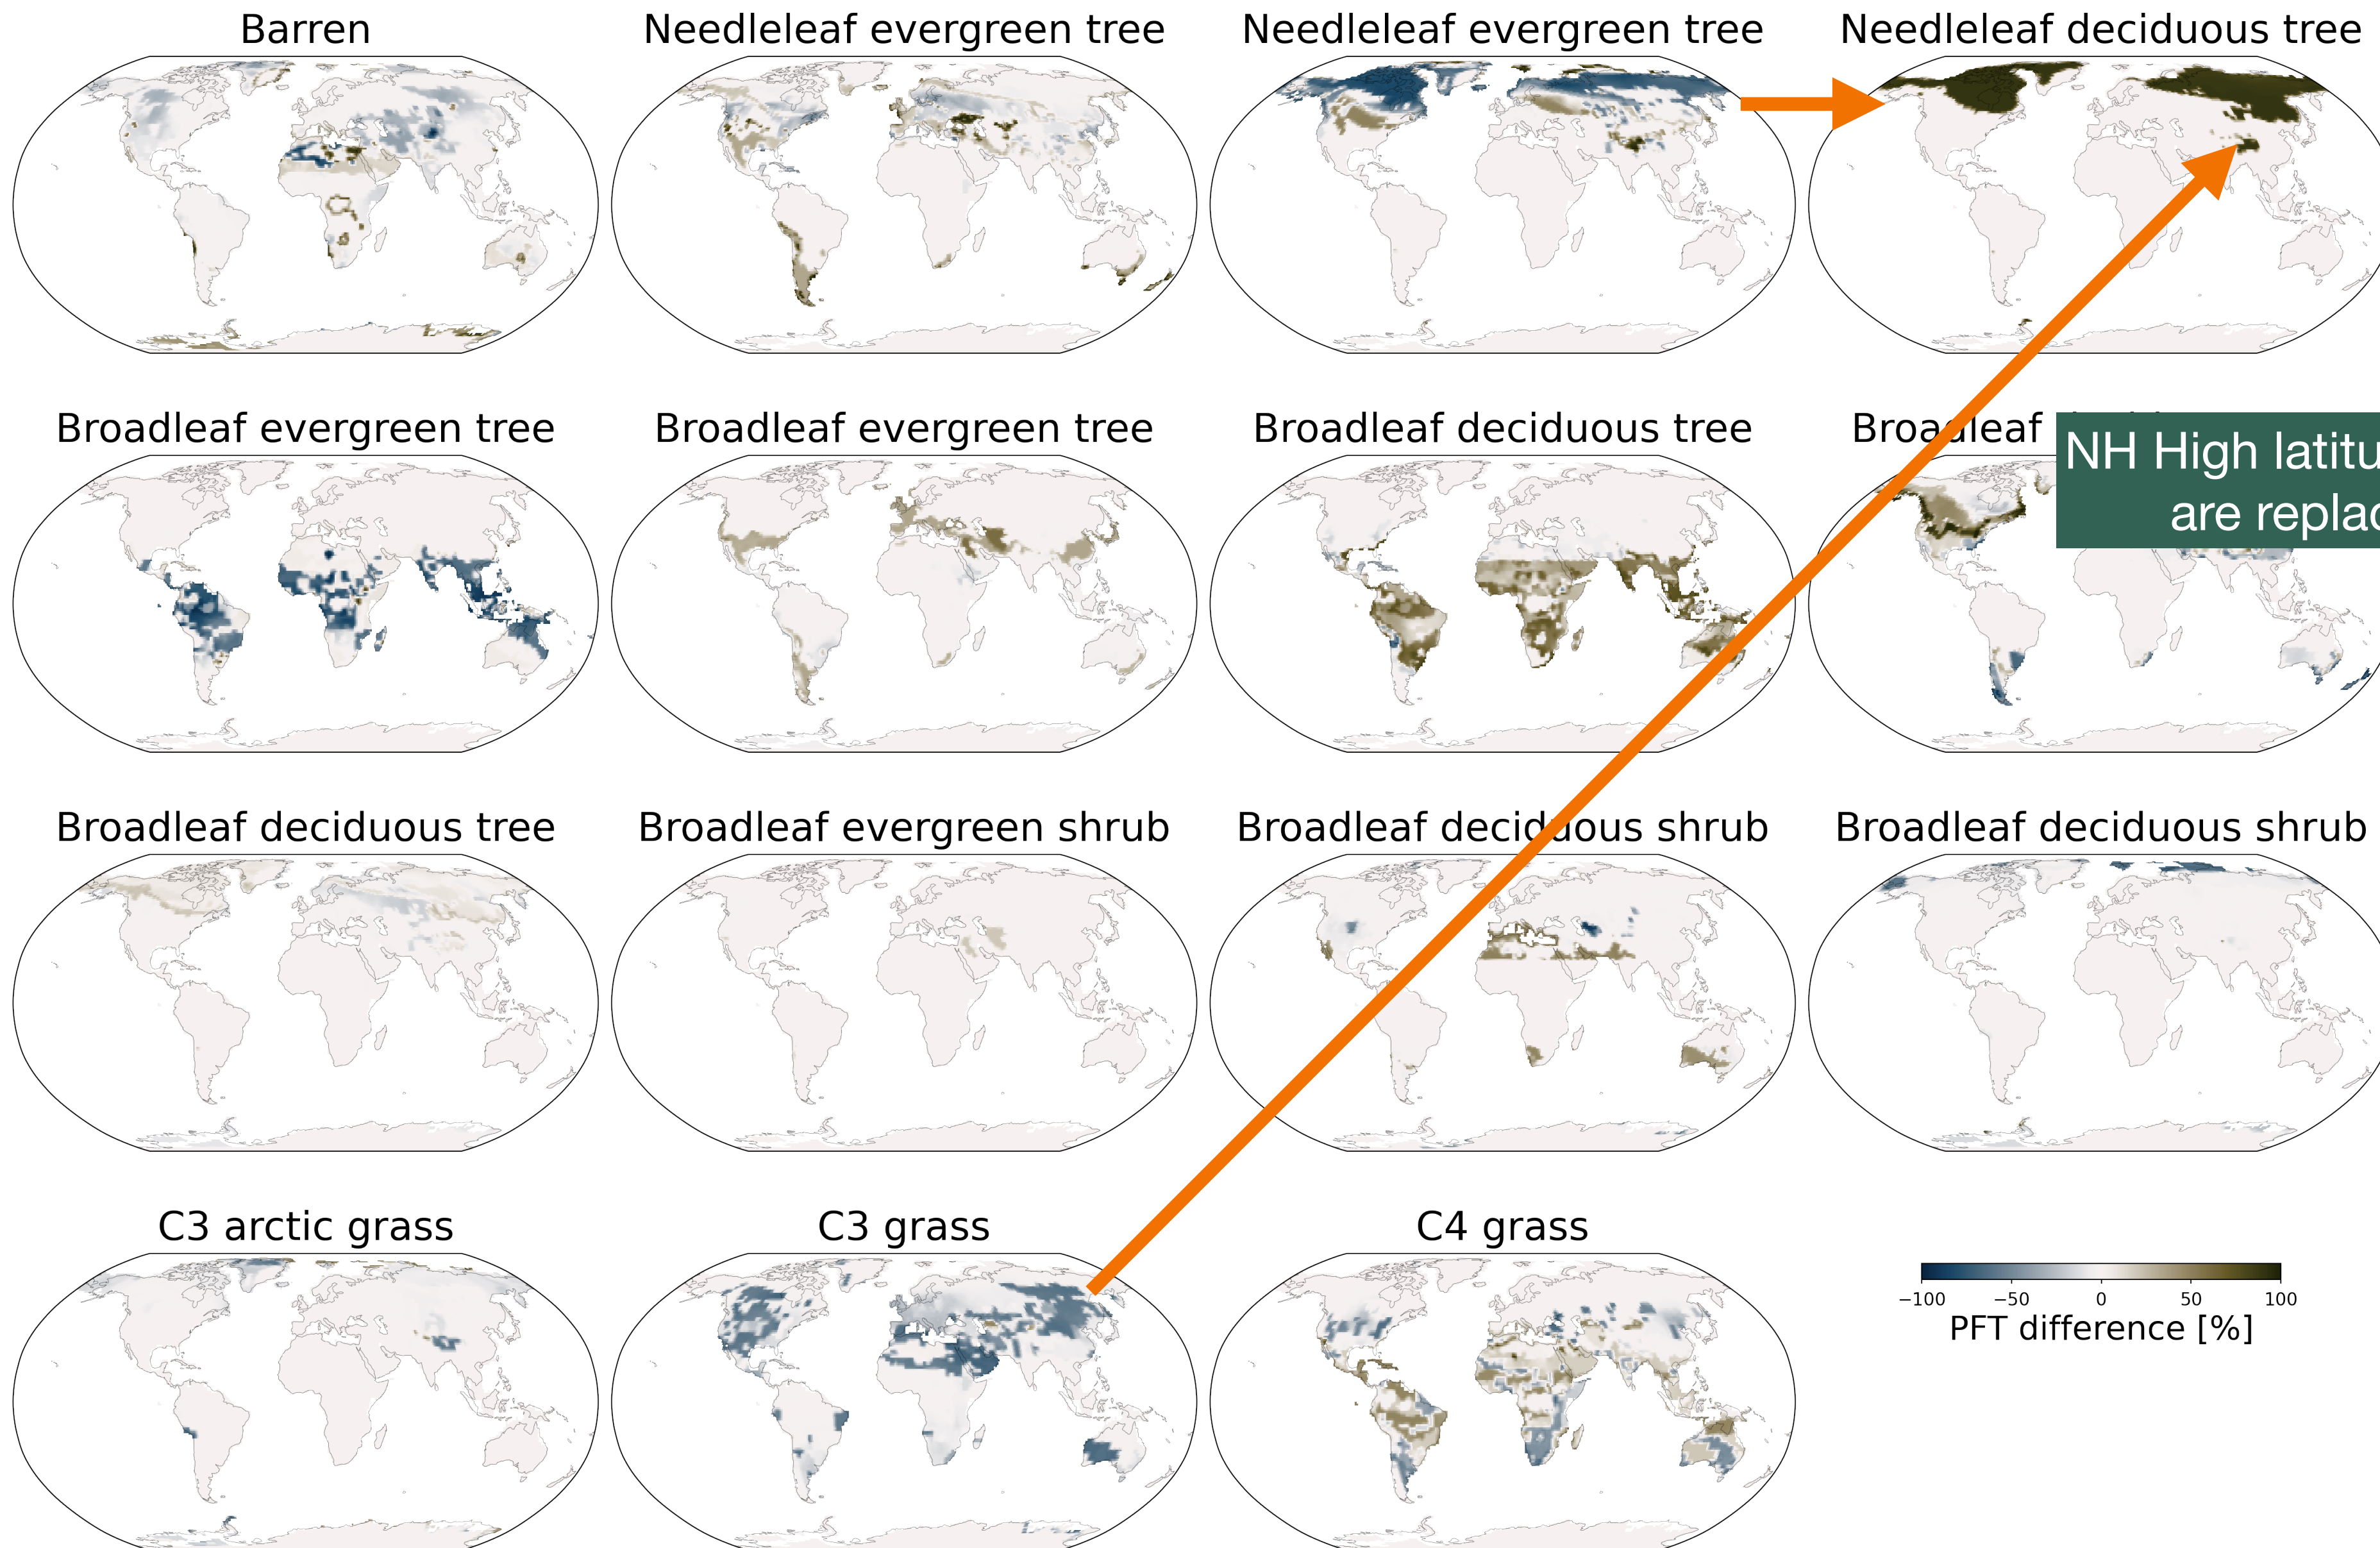 Barren
Needleleaf evergreen tree
Needleleaf evergreen tree
Needleleaf deciduous tree
Broadleaf evergreen tree
Broadleaf evergreen tree
Broadleaf deciduous tree
Broadleaf
NH High latitu
are replac
Broadleaf deciduous tree
Broadleaf evergreen shrub
Broadleaf deciduous shrub
Broadleaf deciduous shrub
C3 arctic grass
C3 grass
C4 grass
−100 −50 0 50 100
PFT difference [%]